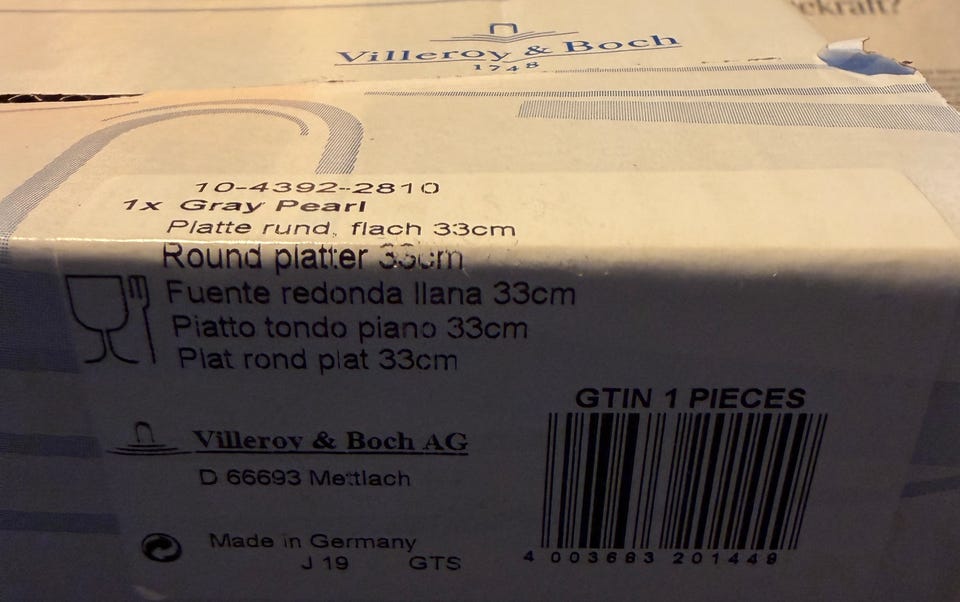 Villeroy & Boch
1748
10-4392-2810
1x Gray Pearl
Platte rund, flach 33cm
Round platter 33cm
Fuente redonda llana 33cm
Piatto tondo piano 33cm
Plat rond plat 33cm
GTIN 1 PIECES
Villeroy & Boch AG
D 66693 Mettlach
Made in Germany
J 19 GTS
4 003683 201449